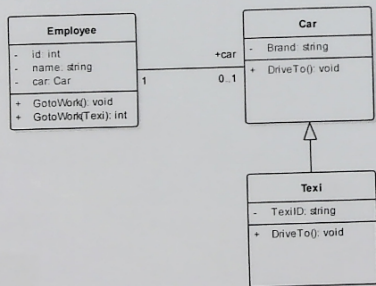 Employee
- id: int
- name: string
- car: Car
+ GotoWork(): void
+ GotoWork(Texi): int
1
+car
0..1
Car
- Brand: string
+ DriveTo(): void
Texi
- TexiID: string
+ DriveTo(): void